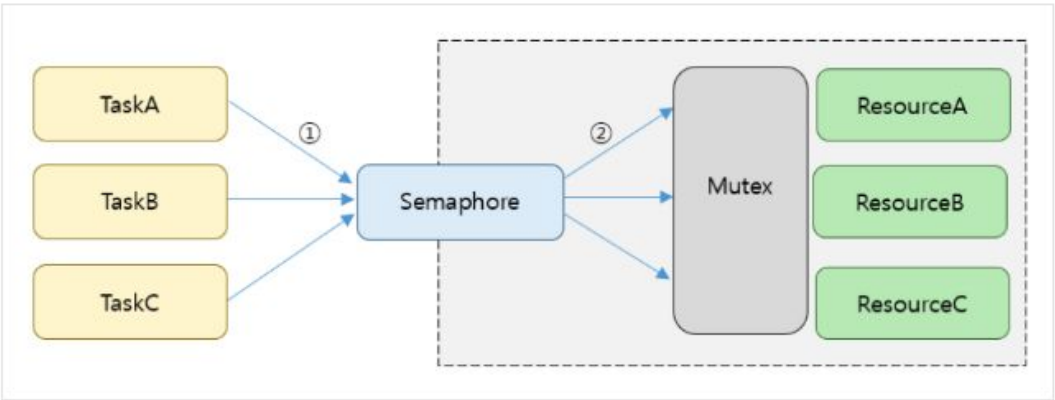 TaskA
①
②
ResourceA
TaskB
Semaphore
Mutex
ResourceB
TaskC
ResourceC